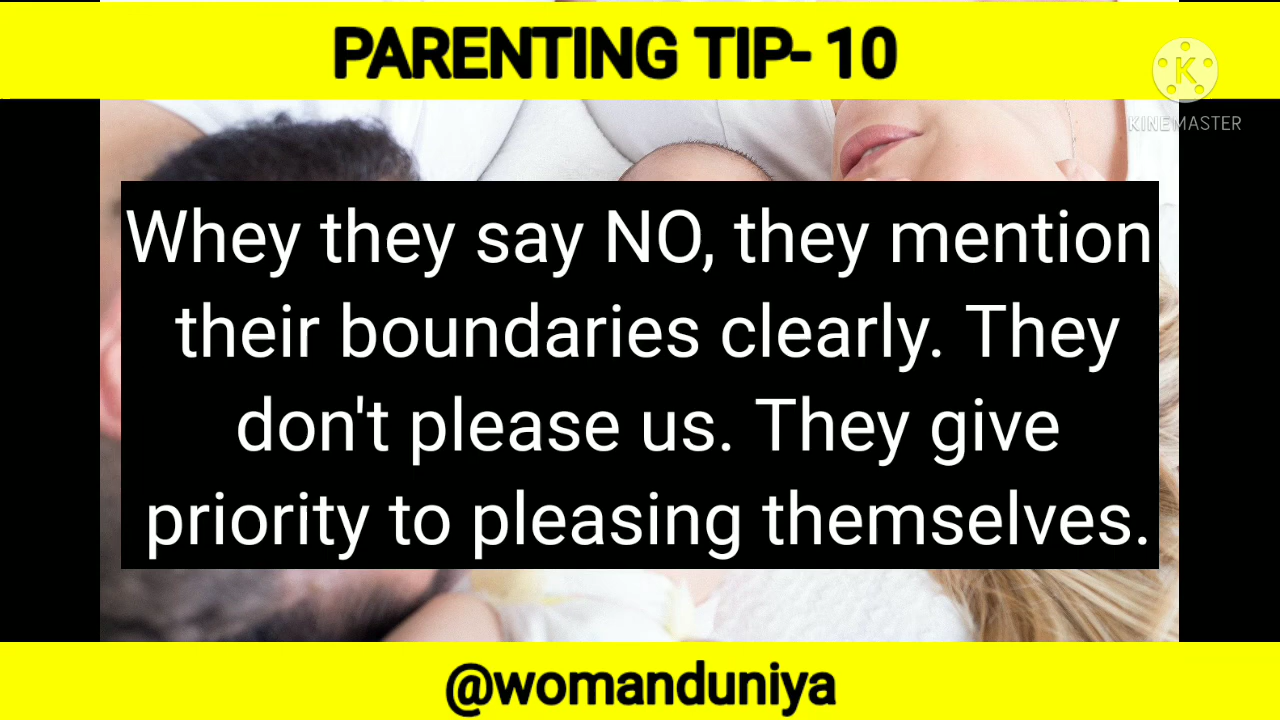 PARENTING TIP- 10
K
KINEMASTER
Whey they say NO, they mention
their boundaries clearly. They
don't please us. They give
priority to pleasing themselves.
@womanduniya